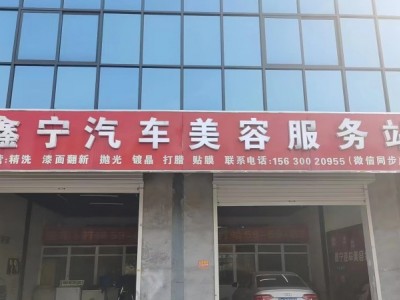 鑫宁汽车美容服务站
营:精洗 漆面翻新 抛光 镀晶 打腊 贴膜 联系电话:156 300 20955(微信同步